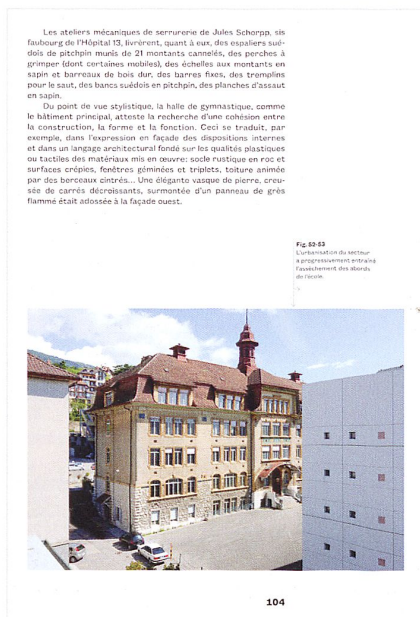 Les ateliers mécaniques de serrurerie de Jules Schorpp, sis
faubourg de l'Hôpital 13, livrèrent, quant à eux, des espaliers sué-
dois de pitchpin munis de 21 montants cannelés, des perches à
grimper (dont certaines mobiles), des échelles aux montants en
sapin et barreaux de bois dur, des barres fixes, des tremplins
pour le saut, des bancs suédois en pitchpin, des planches d'assaut
en sapin.
Du point de vue stylistique, la halle de gymnastique, comme
le bâtiment principal, atteste la recherche d'une cohésion entre
la construction, la forme et la fonction. Ceci se traduit, par
exemple, dans l'expression en façade des dispositions internes
et dans un langage architectural fondé sur les qualités plastiques
ou tactiles des matériaux mis en œuvre: socle rustique en roc et
surfaces crépies, fenêtres géminées et triplets, toiture animée
par des berceaux cintrés... Une élégante vasque de pierre, creu-
sée de carrés décroissants, surmontée d'un panneau de grès
flammé était adossée à la façade ouest.
Fig. 52-53
L'urbanisation du secteur
a progressivement entraîné
l'assèchement des abords
de l'école.
104